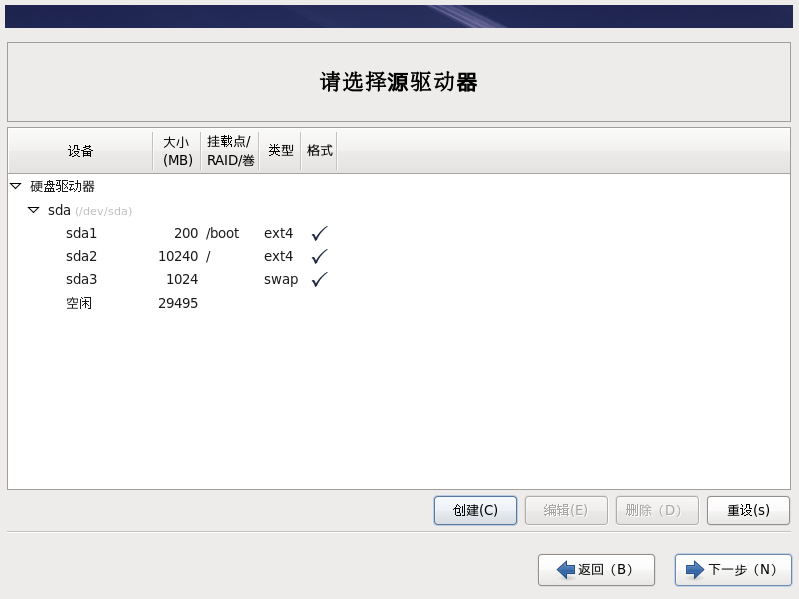 请选择源驱动器
设备 大小(MB) 挂载点/RAID/卷 类型 格式
硬盘驱动器
sda (/dev/sda)
sda1 200 /boot ext4
sda2 10240 / ext4
sda3 1024 swap
空闲 29495
创建(C) 编辑(E) 删除（D） 重设(s)
返回（B） 下一步（N）